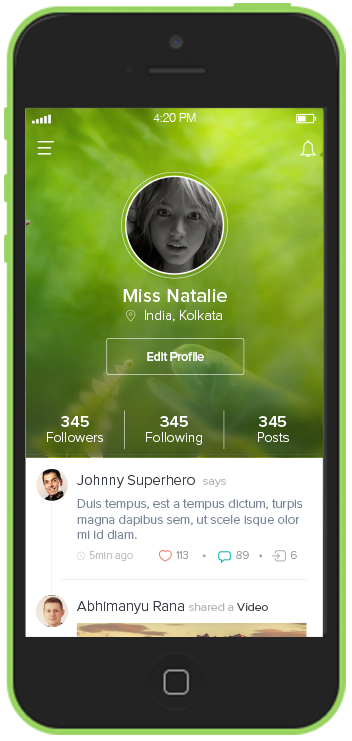 4:20 PM
Miss Natalie
India, Kolkata
Edit Profile
345 345 345
Followers Following Posts
Johnny Superhero says
Duis tempus, est a tempus dictum, turpis
magna dapibus sem, ut scele isque olor
mi id diam.
5min ago 113 • 89 • 6
Abhimanyu Rana shared a Video